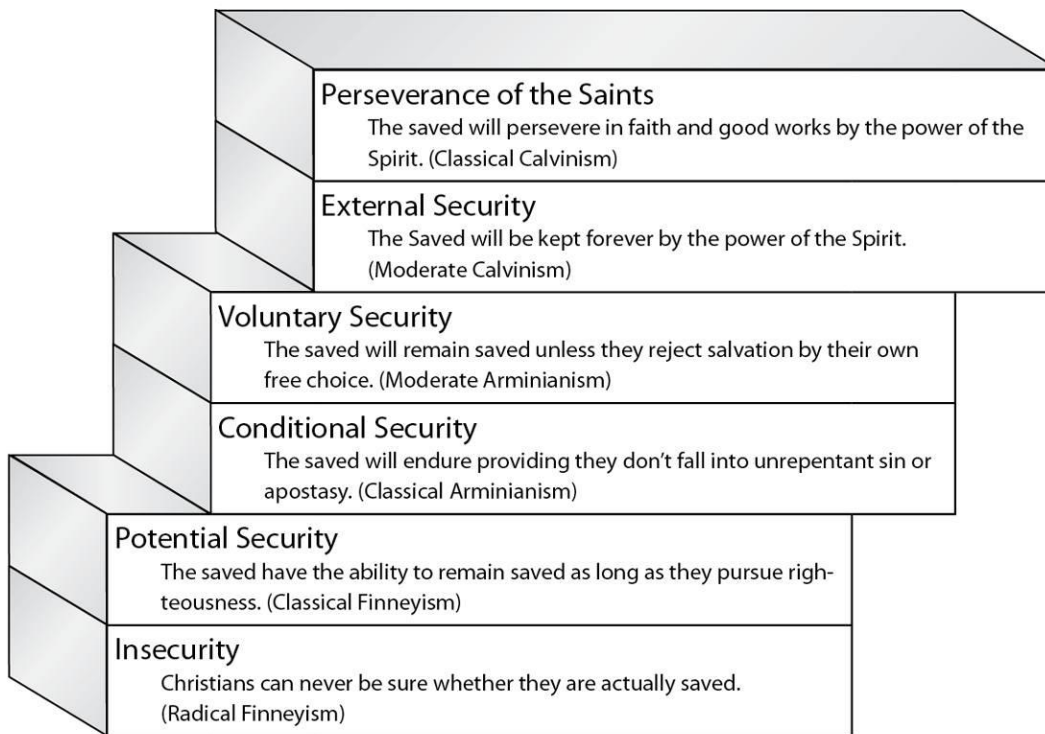 Perseverance of the Saints
The saved will persevere in faith and good works by the power of the
Spirit. (Classical Calvinism)
External Security
The Saved will be kept forever by the power of the Spirit.
(Moderate Calvinism)
Voluntary Security
The saved will remain saved unless they reject salvation by their own
free choice. (Moderate Arminianism)
Conditional Security
The saved will endure providing they don't fall into unrepentant sin or
apostasy. (Classical Arminianism)
Potential Security
The saved have the ability to remain saved as long as they pursue righ-
teousness. (Classical Finneyism)
Insecurity
Christians can never be sure whether they are actually saved.
(Radical Finneyism)